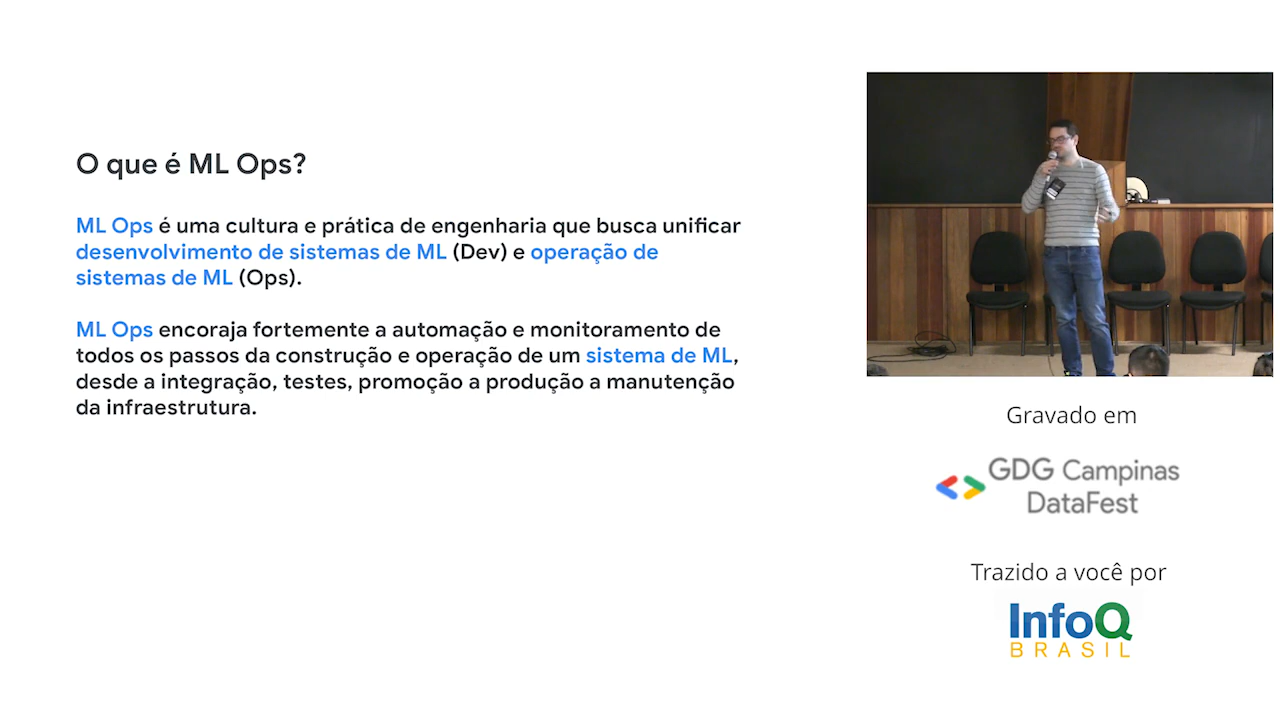 O que é ML Ops?
ML Ops é uma cultura e prática de engenharia que busca unificar
desenvolvimento de sistemas de ML (Dev) e operação de
sistemas de ML (Ops).
ML Ops encoraja fortemente a automação e monitoramento de
todos os passos da construção e operação de um sistema de ML,
desde a integração, testes, promoção a produção a manutenção
da infraestrutura.
Gravado em
GDG Campinas
DataFest
Trazido a você por
InfoQ
BRASIL